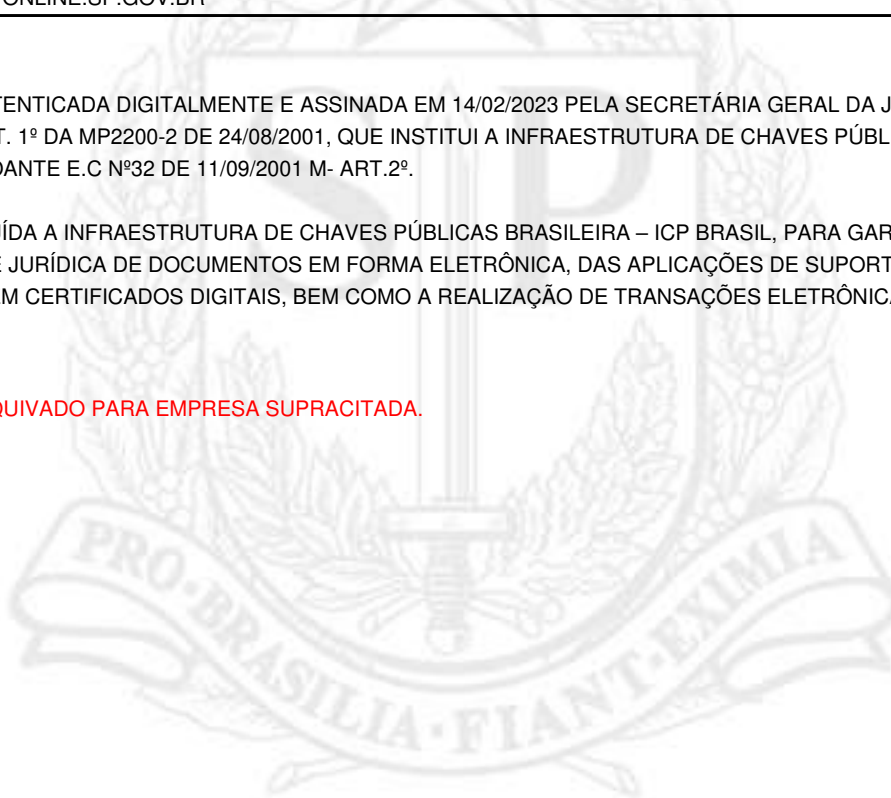 ONLINE.SP.GOV.BR
TENTICADA DIGITALMENTE E ASSINADA EM 14/02/2023 PELA SECRETÁRIA GERAL DA J
T. 1º DA MP2200-2 DE 24/08/2001, QUE INSTITUI A INFRAESTRUTURA DE CHAVES PÚBL
DANTE E.C Nº32 DE 11/09/2001 M- ART.2º.
ÍDA A INFRAESTRUTURA DE CHAVES PÚBLICAS BRASILEIRA – ICP BRASIL, PARA GAR
E JURÍDICA DE DOCUMENTOS EM FORMA ELETRÔNICA, DAS APLICAÇÕES DE SUPORT
EM CERTIFICADOS DIGITAIS, BEM COMO A REALIZAÇÃO DE TRANSAÇÕES ELETRÔNICA
QUIVADO PARA EMPRESA SUPRACITADA.
SP
PRO·BRASILIA·FIANT·EXIMIA